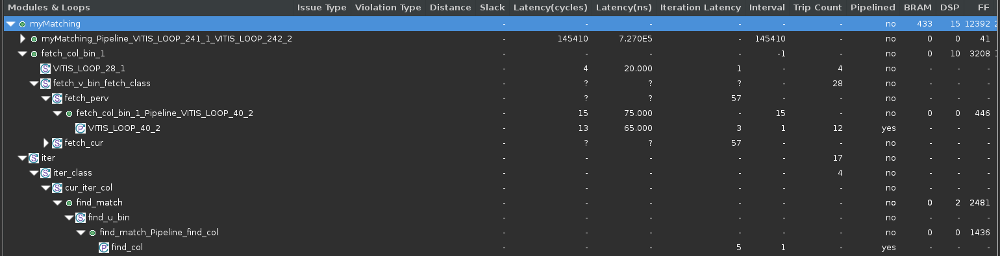 Modules & Loops Issue Type Violation Type Distance Slack Latency(cycles) Latency(ns) Iteration Latency Interval Trip Count Pipelined BRAM DSP FF
myMatching - - - - - - no 433 15 12392
myMatching_Pipeline_VITIS_LOOP_241_1_VITIS_LOOP_242_2 - 145410 7.270E5 - 145410 - no 0 0 41
fetch_col_bin_1 - - - - -1 - no 0 10 3208
VITIS_LOOP_28_1 - 4 20.000 1 - 4 no - - -
fetch_v_bin_fetch_class - ? ? ? - 28 no - - -
fetch_perv - ? ? 57 - - no - - -
fetch_col_bin_1_Pipeline_VITIS_LOOP_40_2 - 15 75.000 - 15 - no 0 0 446
VITIS_LOOP_40_2 - 13 65.000 3 1 12 yes - - -
fetch_cur - ? ? 57 - - no - - -
iter - - - - - 17 no - - -
iter_class - - - - - 4 no - - -
cur_iter_col - - - - - - no - - -
find_match - - - - - - no 0 2 2481
find_u_bin - - - - - - no - - -
find_match_Pipeline_find_col - - - - - - no 0 0 1436
find_col - - - 5 1 - yes - - -